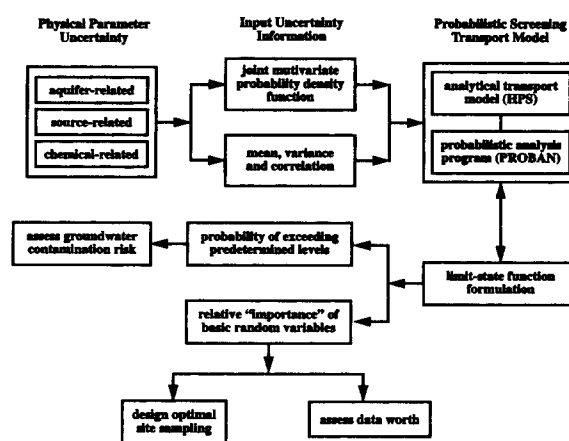 Physical Parameter
Uncertainty
Input Uncertainty
Information
Probabilistic Screening
Transport Model
aquifer-related
source-related
chemical-related
joint mutivariate
probability density
function
mean, variance
and correlation
analytical transport
model (HPS)
probabilistic analysis
program (PROBAN)
assess groundwater
contamination risk
probability of exceeding
predetermined levels
limit-state function
formulation
relative "importance" of
basic random variables
design optimal
site sampling
assess data worth